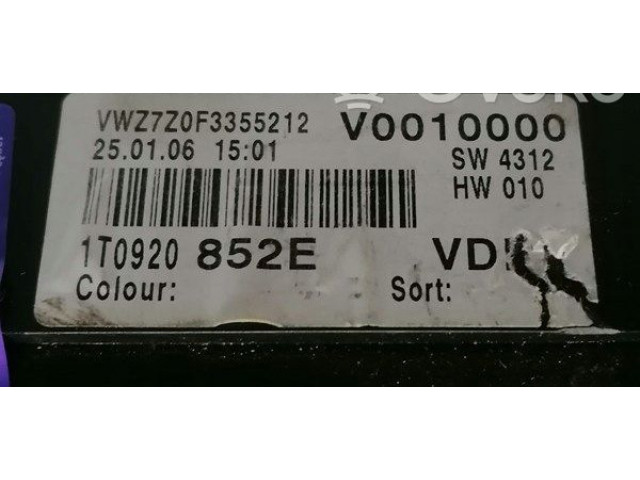 VWZ7Z0F3355212 V0010000
25.01.06 15:01 SW 4312
HW 010
1T0920 852E
Colour: Sort: